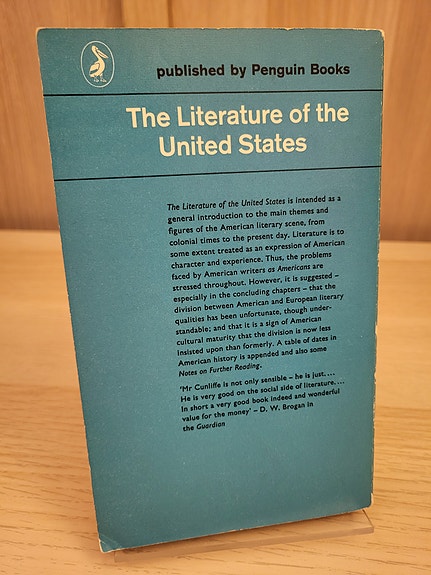 published by Penguin Books
The Literature of the
United States
The Literature of the United States is intended as a
general introduction to the main themes and
figures of the American literary scene, from
colonial times to the present day. Literature is to
some extent treated as an expression of American
character and experience. Thus, the problems
faced by American writers as Americans are
stressed throughout. However, it is suggested –
especially in the concluding chapters – that the
division between American and European literary
qualities has been unfortunate, though under-
standable; and that it is a sign of American
cultural maturity that the division is now less
insisted upon than formerly. A table of dates in
American history is appended and also some
Notes on Further Reading.
'Mr Cunliffe is not only sensible – he is just....
He is very good on the social side of literature....
In short a very good book indeed and wonderful
value for the money' – D. W. Brogan in
the Guardian